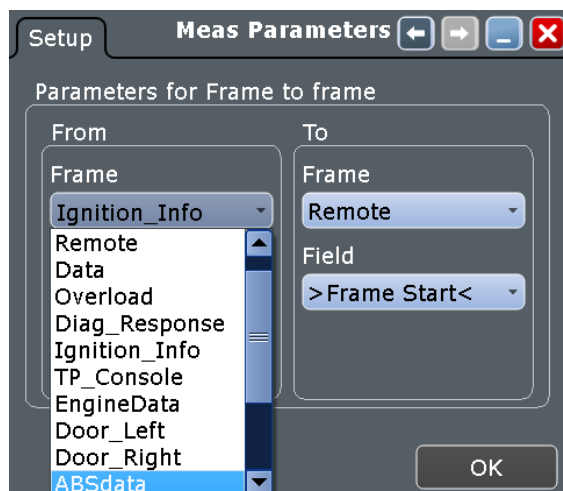 Setup
Meas Parameters
Parameters for Frame to frame
From
To
Frame
Frame
Ignition_Info
Remote
Remote
Data
Overload
Diag_Response
Ignition_Info
TP_Console
EngineData
Door_Left
Door_Right
ABSdata
Field
>Frame Start<
OK